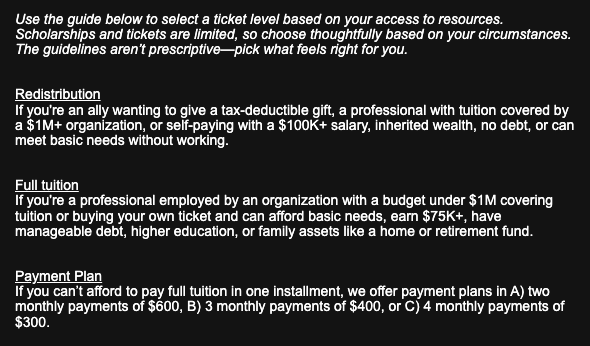 Use the guide below to select a ticket level based on your access to resources.
Scholarships and tickets are limited, so choose thoughtfully based on your circumstances.
The guidelines aren't prescriptive—pick what feels right for you.
Redistribution
If you're an ally wanting to give a tax-deductible gift, a professional with tuition covered by
a $1M+ organization, or self-paying with a $100K+ salary, inherited wealth, no debt, or can
meet basic needs without working.
Full tuition
If you're a professional employed by an organization with a budget under $1M covering
tuition or buying your own ticket and can afford basic needs, earn $75K+, have
manageable debt, higher education, or family assets like a home or retirement fund.
Payment Plan
If you can't afford to pay full tuition in one installment, we offer payment plans in A) two
monthly payments of $600, B) 3 monthly payments of $400, or C) 4 monthly payments of
$300.